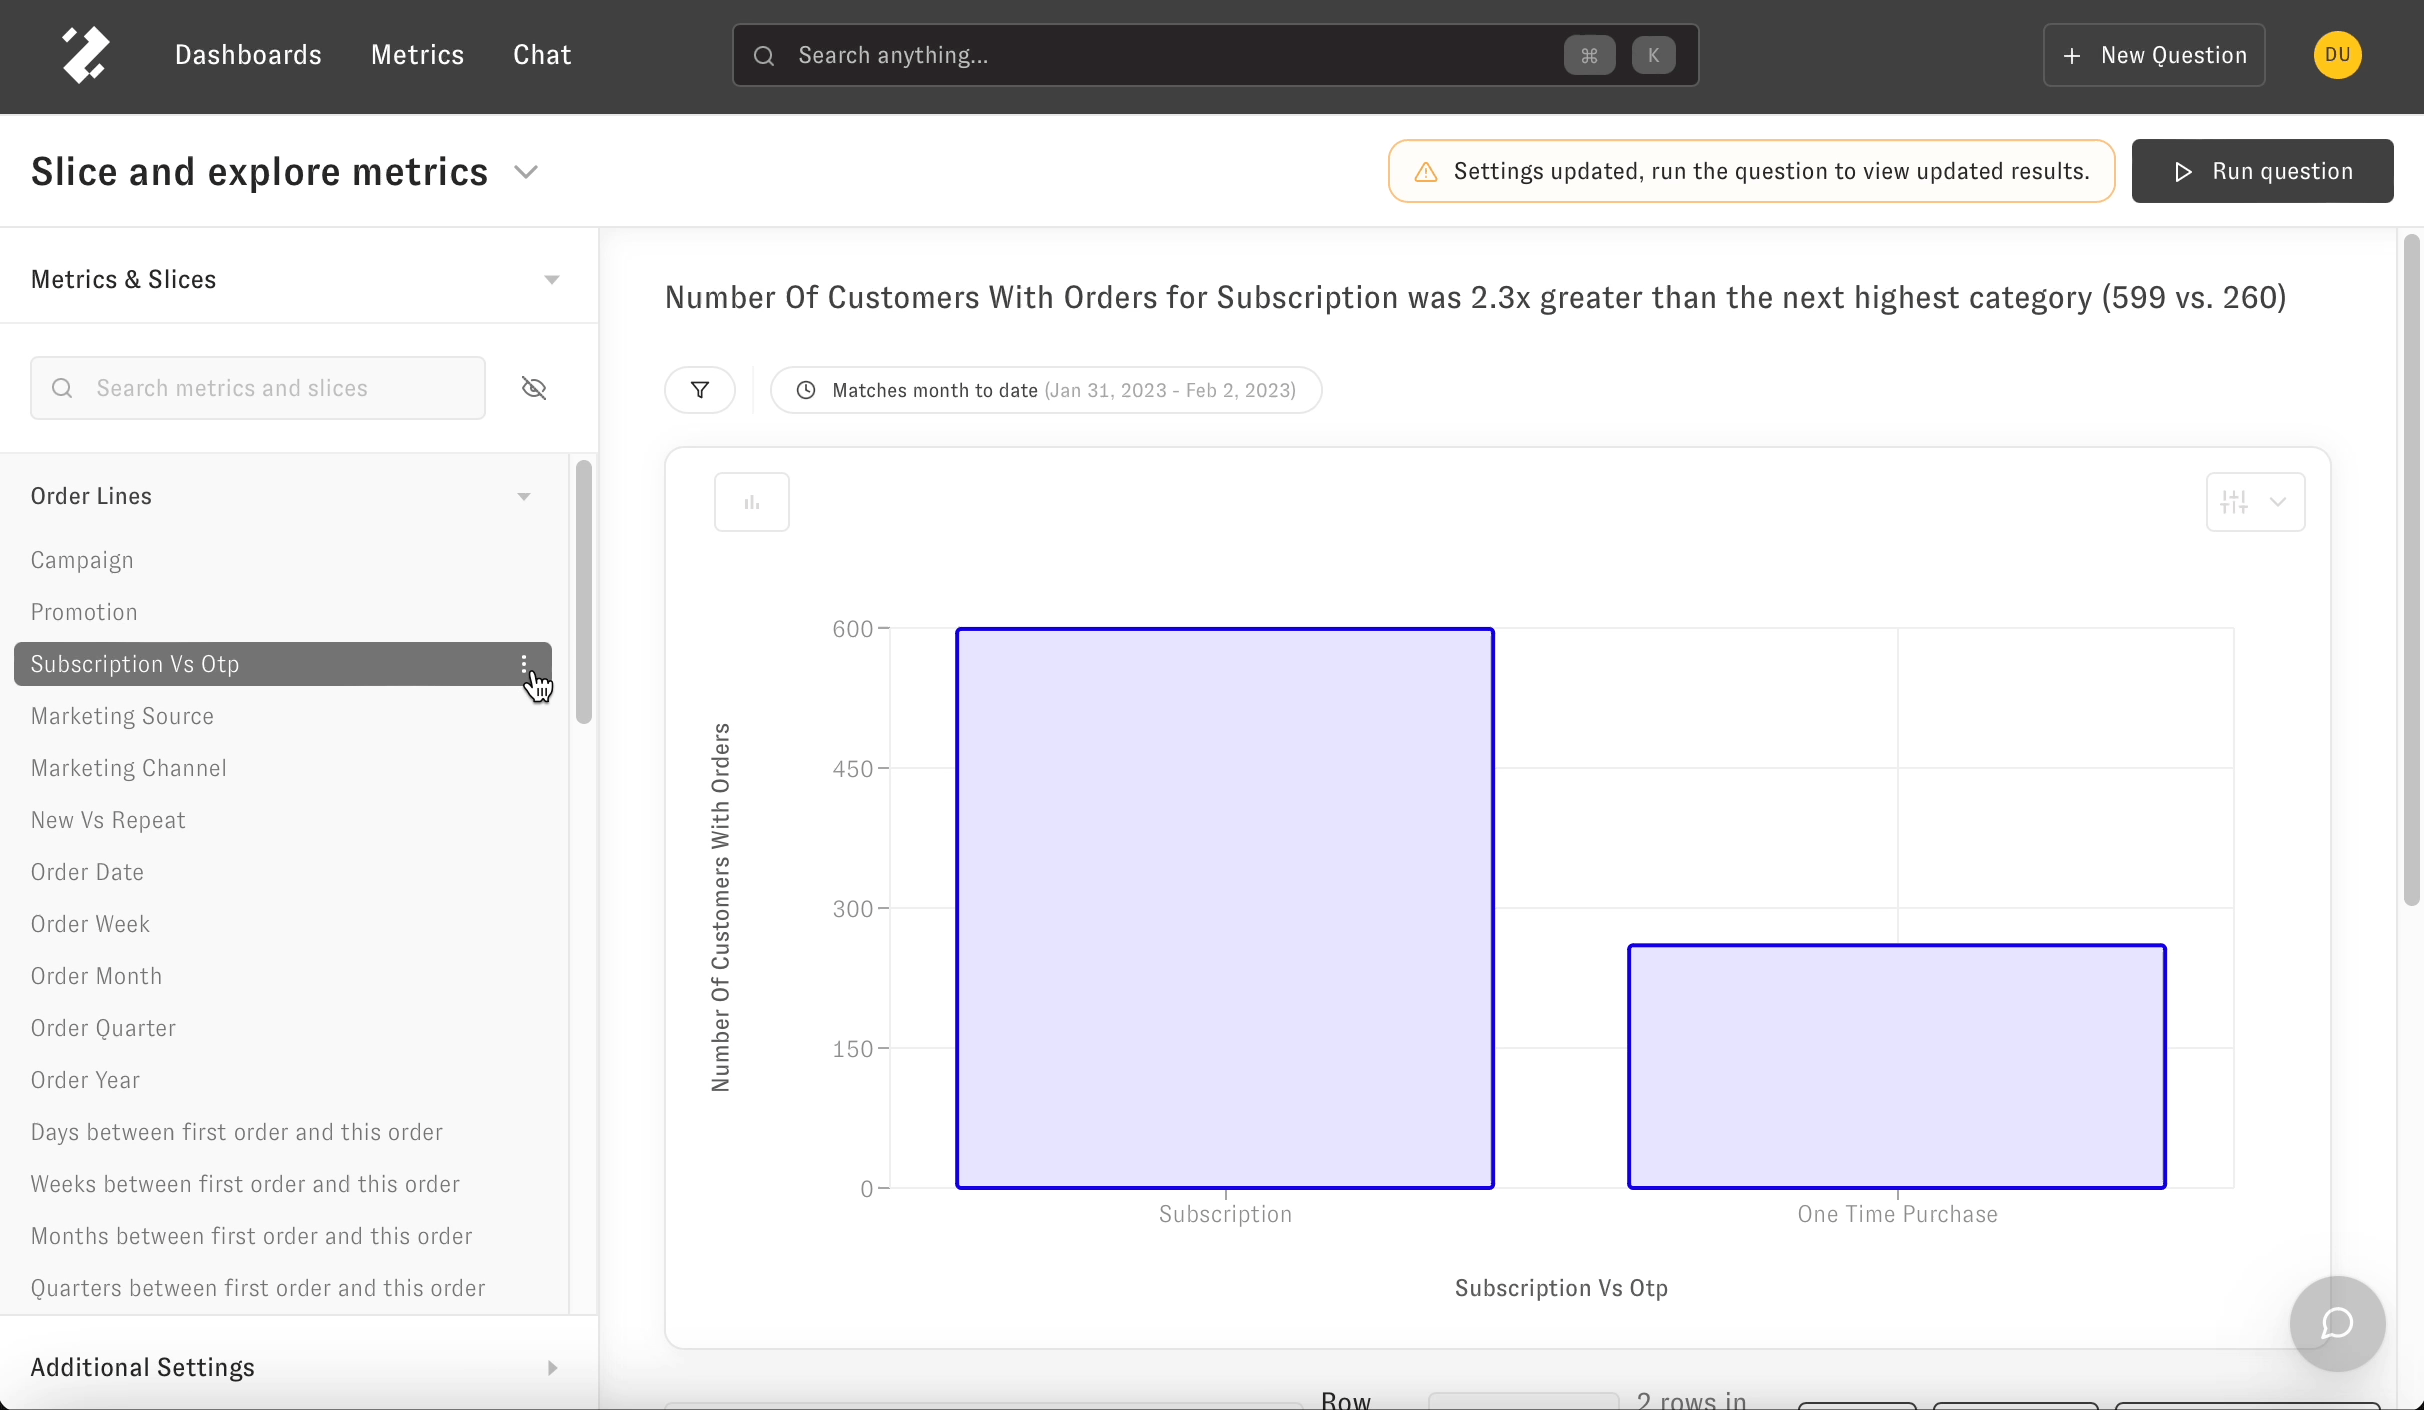 Dashboards Metrics Chat
Search anything... ⌘ K
+ New Question
DU
Slice and explore metrics
Settings updated, run the question to view updated results.
Run question
Metrics & Slices
Search metrics and slices
Order Lines
Campaign
Promotion
Subscription Vs Otp
Marketing Source
Marketing Channel
New Vs Repeat
Order Date
Order Week
Order Month
Order Quarter
Order Year
Days between first order and this order
Weeks between first order and this order
Months between first order and this order
Quarters between first order and this order
Additional Settings
Number Of Customers With Orders for Subscription was 2.3x greater than the next highest category (599 vs. 260)
Matches month to date (Jan 31, 2023 - Feb 2, 2023)
Number Of Customers With Orders
600
450
300
150
0
Subscription
One Time Purchase
Subscription Vs Otp
Row
2 rows in